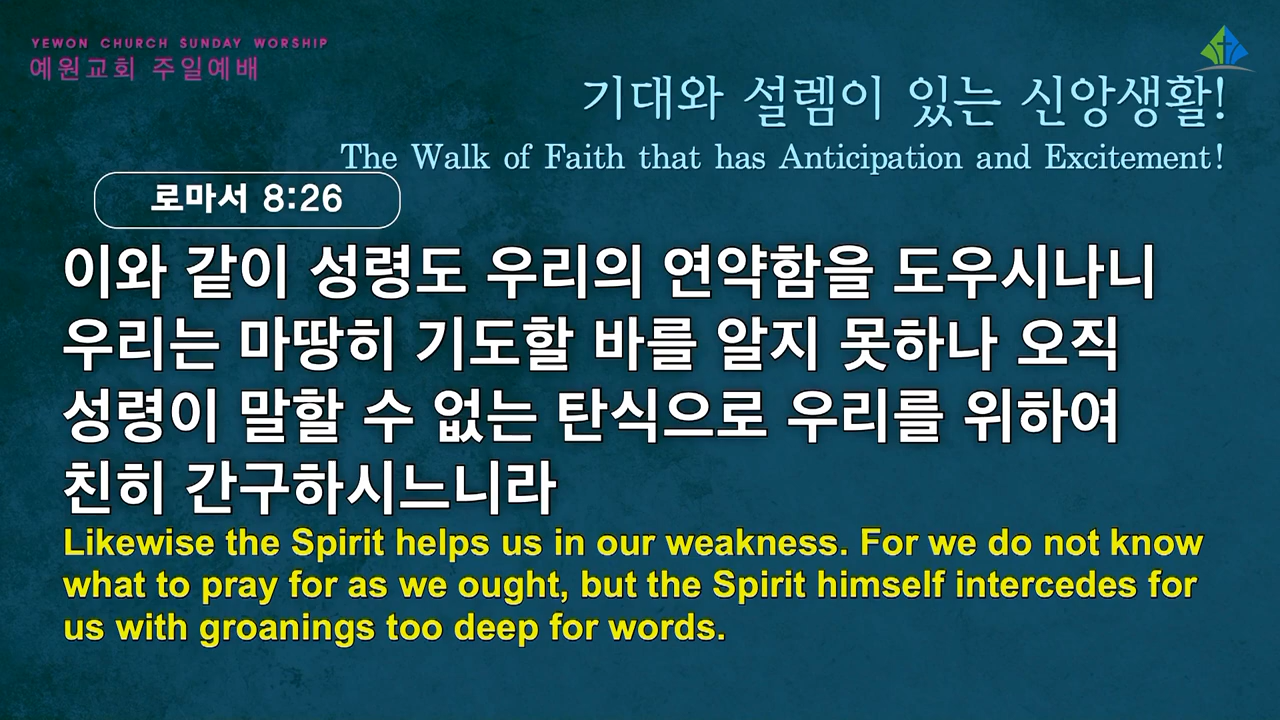 YEWON CHURCH SUNDAY WORSHIP
예원교회 주일예배
기대와 설렘이 있는 신앙생활!
The Walk of Faith that has Anticipation and Excitement!
로마서 8:26
이와 같이 성령도 우리의 연약함을 도우시나니
우리는 마땅히 기도할 바를 알지 못하나 오직
성령이 말할 수 없는 탄식으로 우리를 위하여
친히 간구하시느니라
Likewise the Spirit helps us in our weakness. For we do not know
what to pray for as we ought, but the Spirit himself intercedes for
us with groanings too deep for words.